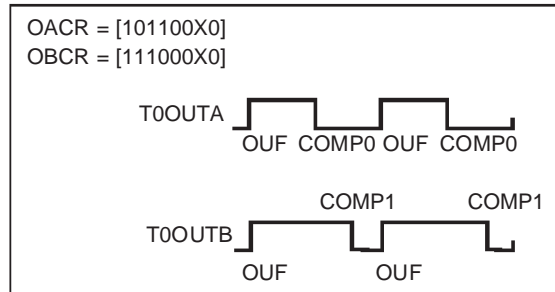 OACR = [101100X0]
OBCR = [111000X0]
T0OUTA
OUF COMP0 OUF COMP0
COMP1 COMP1
T0OUTB
OUF OUF